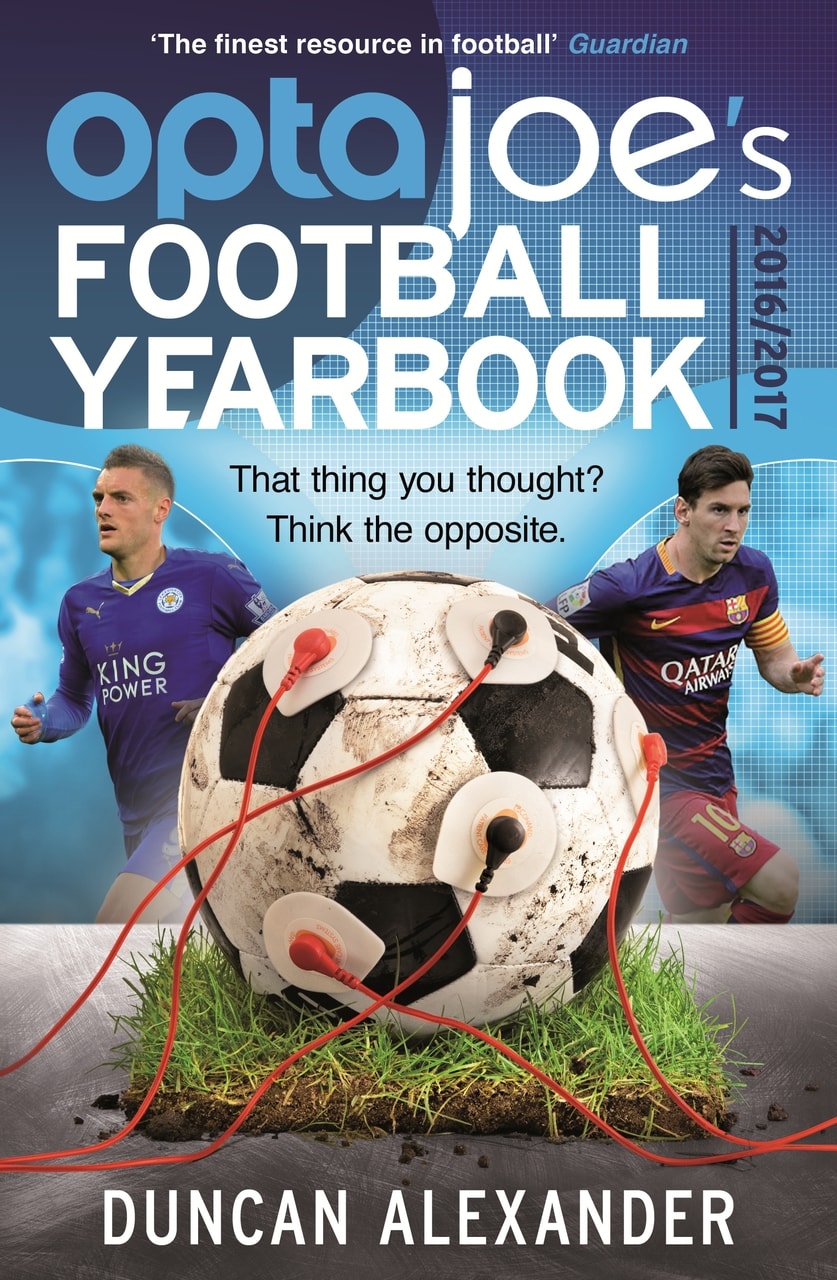 ‘The finest resource in football’ Guardian
optajoe's
FOOTBALL
YEARBOOK
2016/2017
That thing you thought?
Think the opposite.
KING
POWER
QATAR
AIRWAYS
10
DUNCAN ALEXANDER